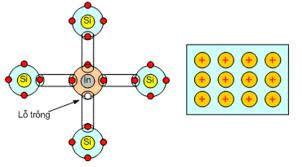 Si
Si In Si
Lỗ trống
Si
+ + + +
+ + + +
+ + + +